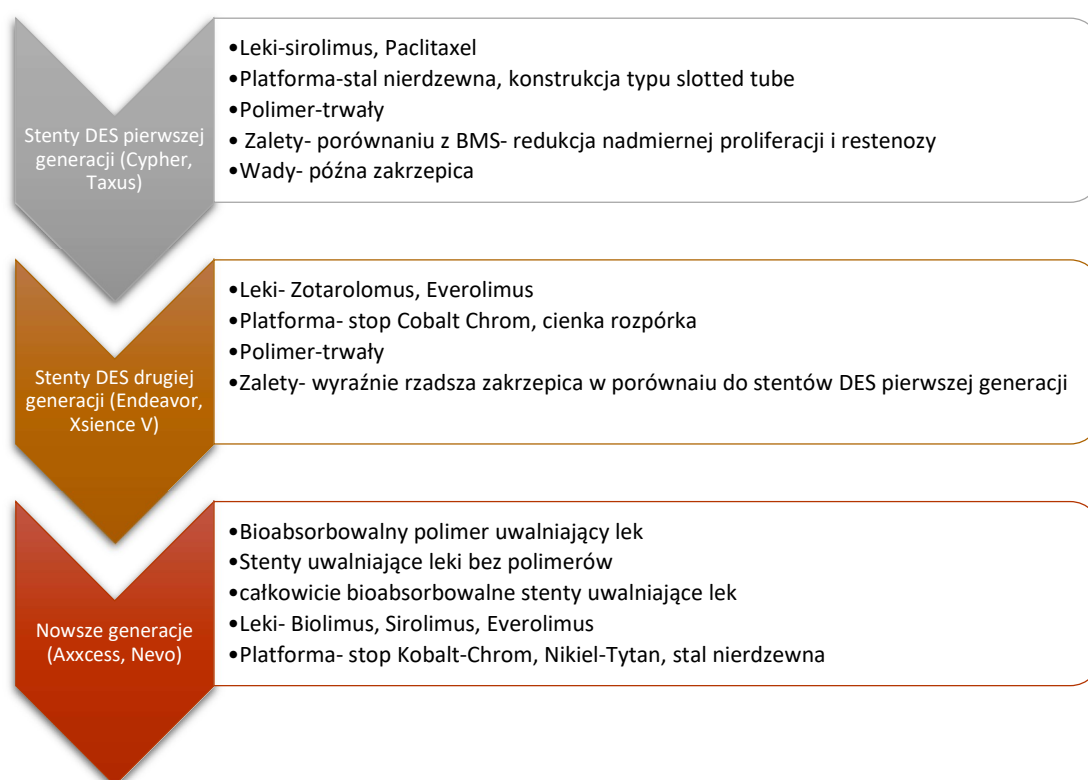 Stenty DES pierwszej
generacji (Cypher,
Taxus)
•Leki-sirolimus, Paclitaxel
•Platforma-stal nierdzewna, konstrukcja typu slotted tube
•Polimer-trwały
• Zalety- porównaniu z BMS- redukcja nadmiernej proliferacji i restenozy
•Wady- późna zakrzepica
Stenty DES drugiej
generacji (Endeavor,
Xsience V)
•Leki- Zotarolomus, Everolimus
•Platforma- stop Cobalt Chrom, cienka rozpórka
•Polimer-trwały
•Zalety- wyraźnie rzadsza zakrzepica w porównaiu do stentów DES pierwszej generacji
Nowsze generacje
(Axxcess, Nevo)
•Bioabsorbowalny polimer uwalniający lek
•Stenty uwalniające leki bez polimerów
•całkowicie bioabsorbowalne stenty uwalniające lek
•Leki- Biolimus, Sirolimus, Everolimus
•Platforma- stop Kobalt-Chrom, Nikiel-Tytan, stal nierdzewna